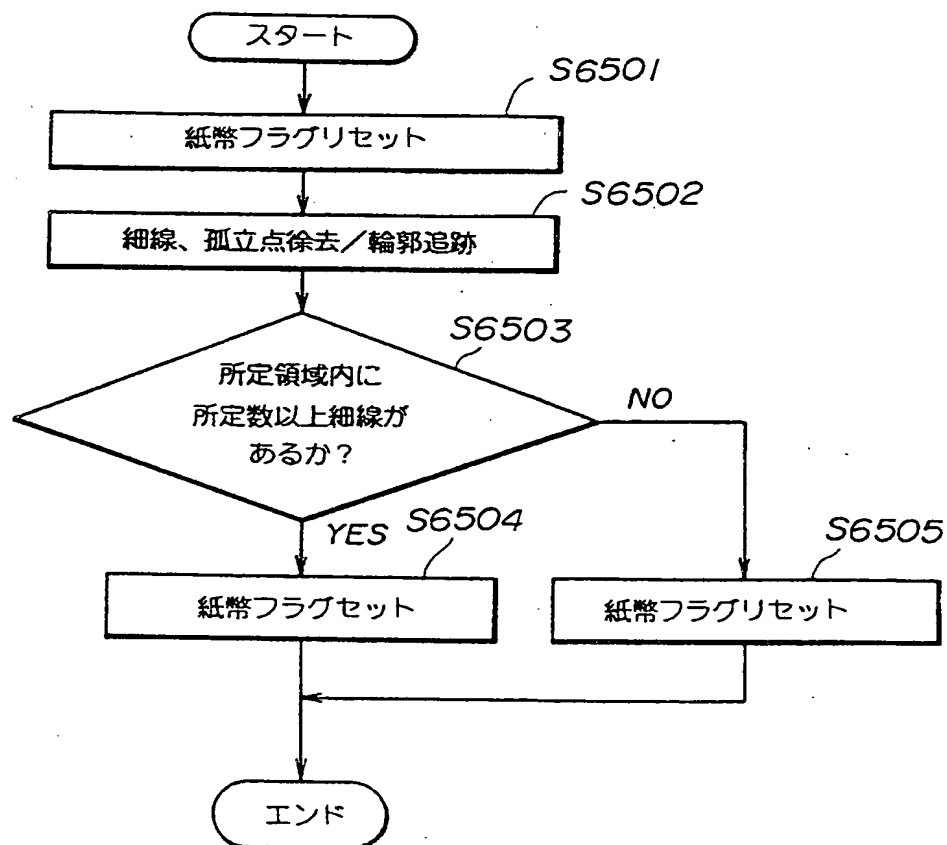 スタート
S6501
紙幣フラグリセット
S6502
細線、孤立点徐去／輪郭追跡
S6503
所定領域内に
所定数以上細線が
あるか？
NO
YES
S6504
S6505
紙幣フラグセット
紙幣フラグリセット
エンド